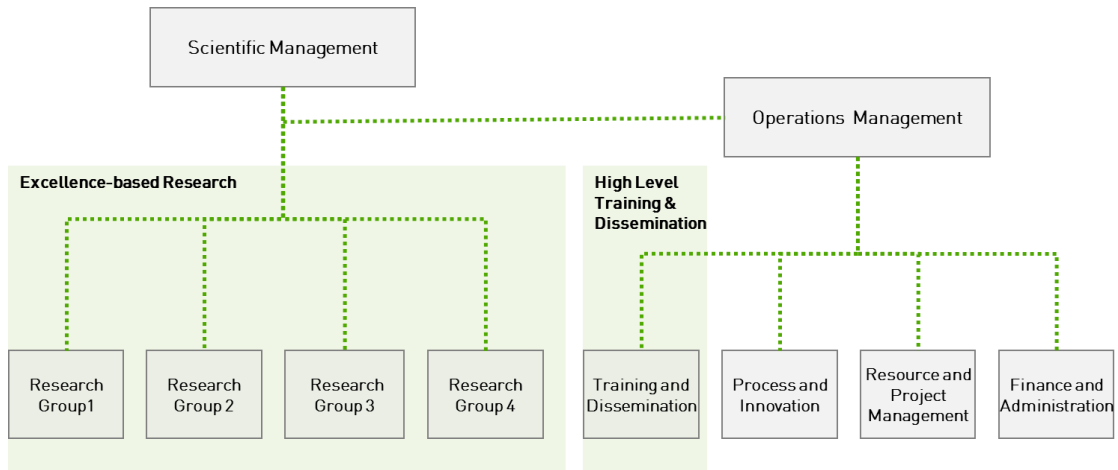 Scientific Management
Operations Management
Excellence-based Research
High Level
Training &
Dissemination
Research
Group1
Research
Group 2
Research
Group 3
Research
Group 4
Training and
Dissemination
Process and
Innovation
Resource and
Project
Management
Finance and
Administration